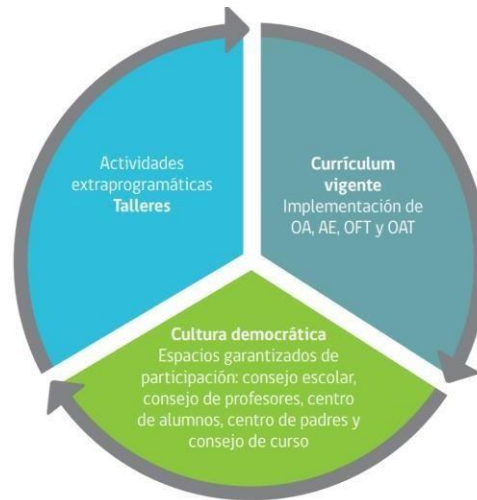 Actividades
extraprogramáticas
Talleres
Currículum
vigente
Implementación de
OA, AE, OFT y OAT
Cultura democrática
Espacios garantizados de
participación: consejo escolar,
consejo de profesores, centro
de alumnos, centro de padres y
consejo de curso